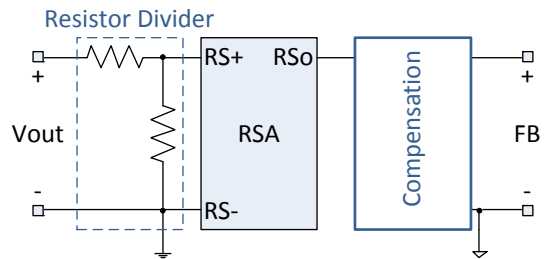 Resistor Divider
+
Vout
-
RS+
RSo
RSA
RS-
Compensation
+
FB
-